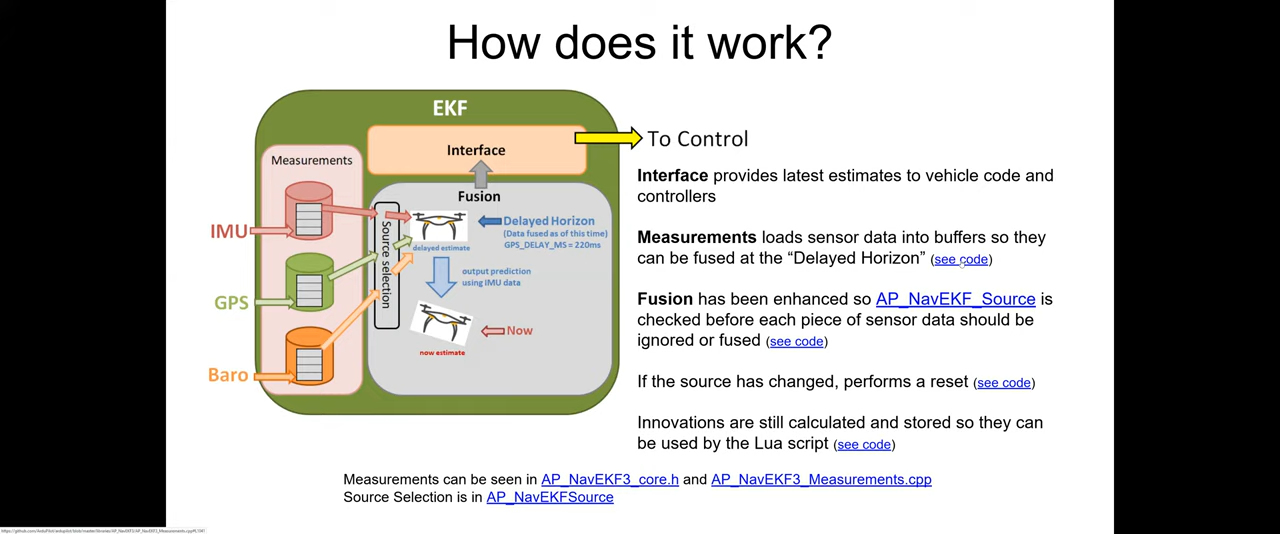 How does it work?
EKF
Interface
To Control
Measurements
Fusion
IMU
GPS
Baro
Source selection
Delayed Horizon
(Data fused as of this time)
GPS_DELAY_MS = 220ms
delayed estimate
output prediction
using IMU data
Now
now estimate
Interface provides latest estimates to vehicle code and
controllers
Measurements loads sensor data into buffers so they
can be fused at the “Delayed Horizon” (see code)
Fusion has been enhanced so AP_NavEKF_Source is
checked before each piece of sensor data should be
ignored or fused (see code)
If the source has changed, performs a reset (see code)
Innovations are still calculated and stored so they can
be used by the Lua script (see code)
Measurements can be seen in AP_NavEKF3_core.h and AP_NavEKF3_Measurements.cpp
Source Selection is in AP_NavEKFSource